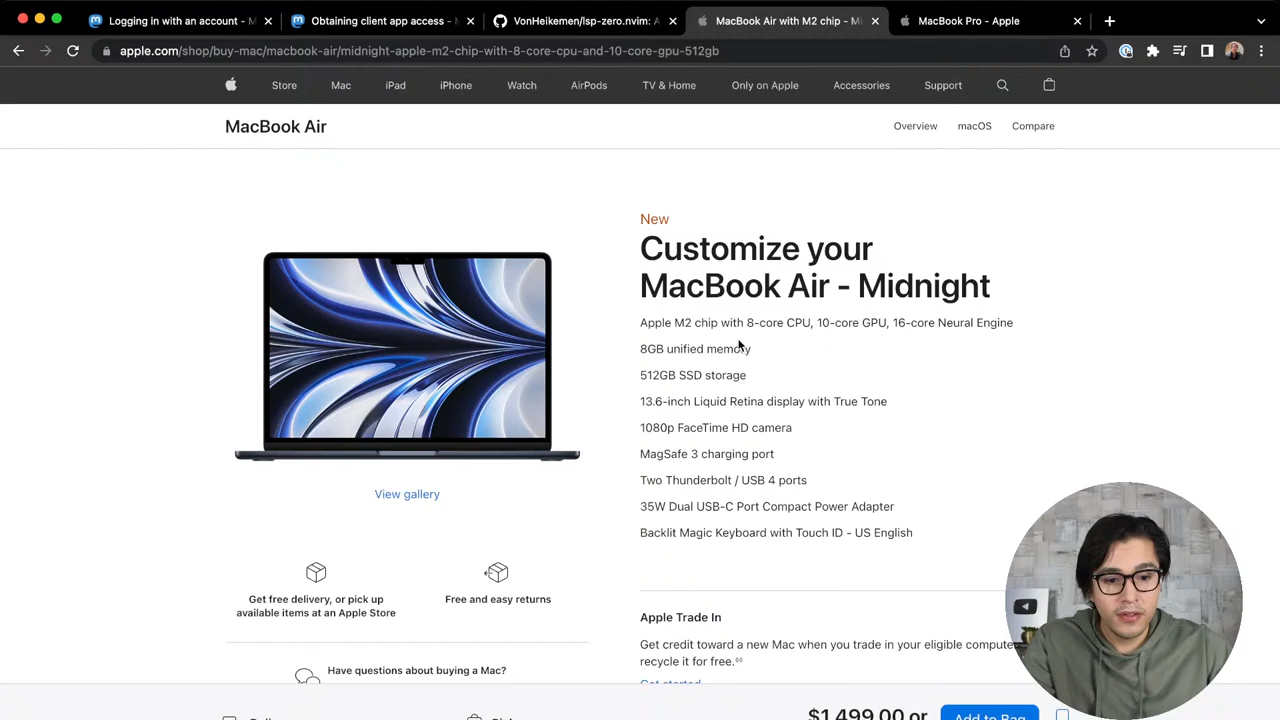 Logging in with an account - M
Obtaining client app access - M
VonHeikemen/lsp-zero.nvim: A
MacBook Air with M2 chip - Mi
MacBook Pro - Apple
apple.com/shop/buy-mac/macbook-air/midnight-apple-m2-chip-with-8-core-cpu-and-10-core-gpu-512gb
Store Mac iPad iPhone Watch AirPods TV & Home Only on Apple Accessories Support
MacBook Air
Overview macOS Compare
New
Customize your
MacBook Air - Midnight
Apple M2 chip with 8-core CPU, 10-core GPU, 16-core Neural Engine
8GB unified memory
512GB SSD storage
13.6-inch Liquid Retina display with True Tone
1080p FaceTime HD camera
MagSafe 3 charging port
Two Thunderbolt / USB 4 ports
35W Dual USB-C Port Compact Power Adapter
Backlit Magic Keyboard with Touch ID - US English
View gallery
Get free delivery, or pick up
available items at an Apple Store
Free and easy returns
Have questions about buying a Mac?
Apple Trade In
Get credit toward a new Mac when you trade in your eligible compute
recycle it for free.◊◊
Get started
$1,499.00 or
Add to Bag